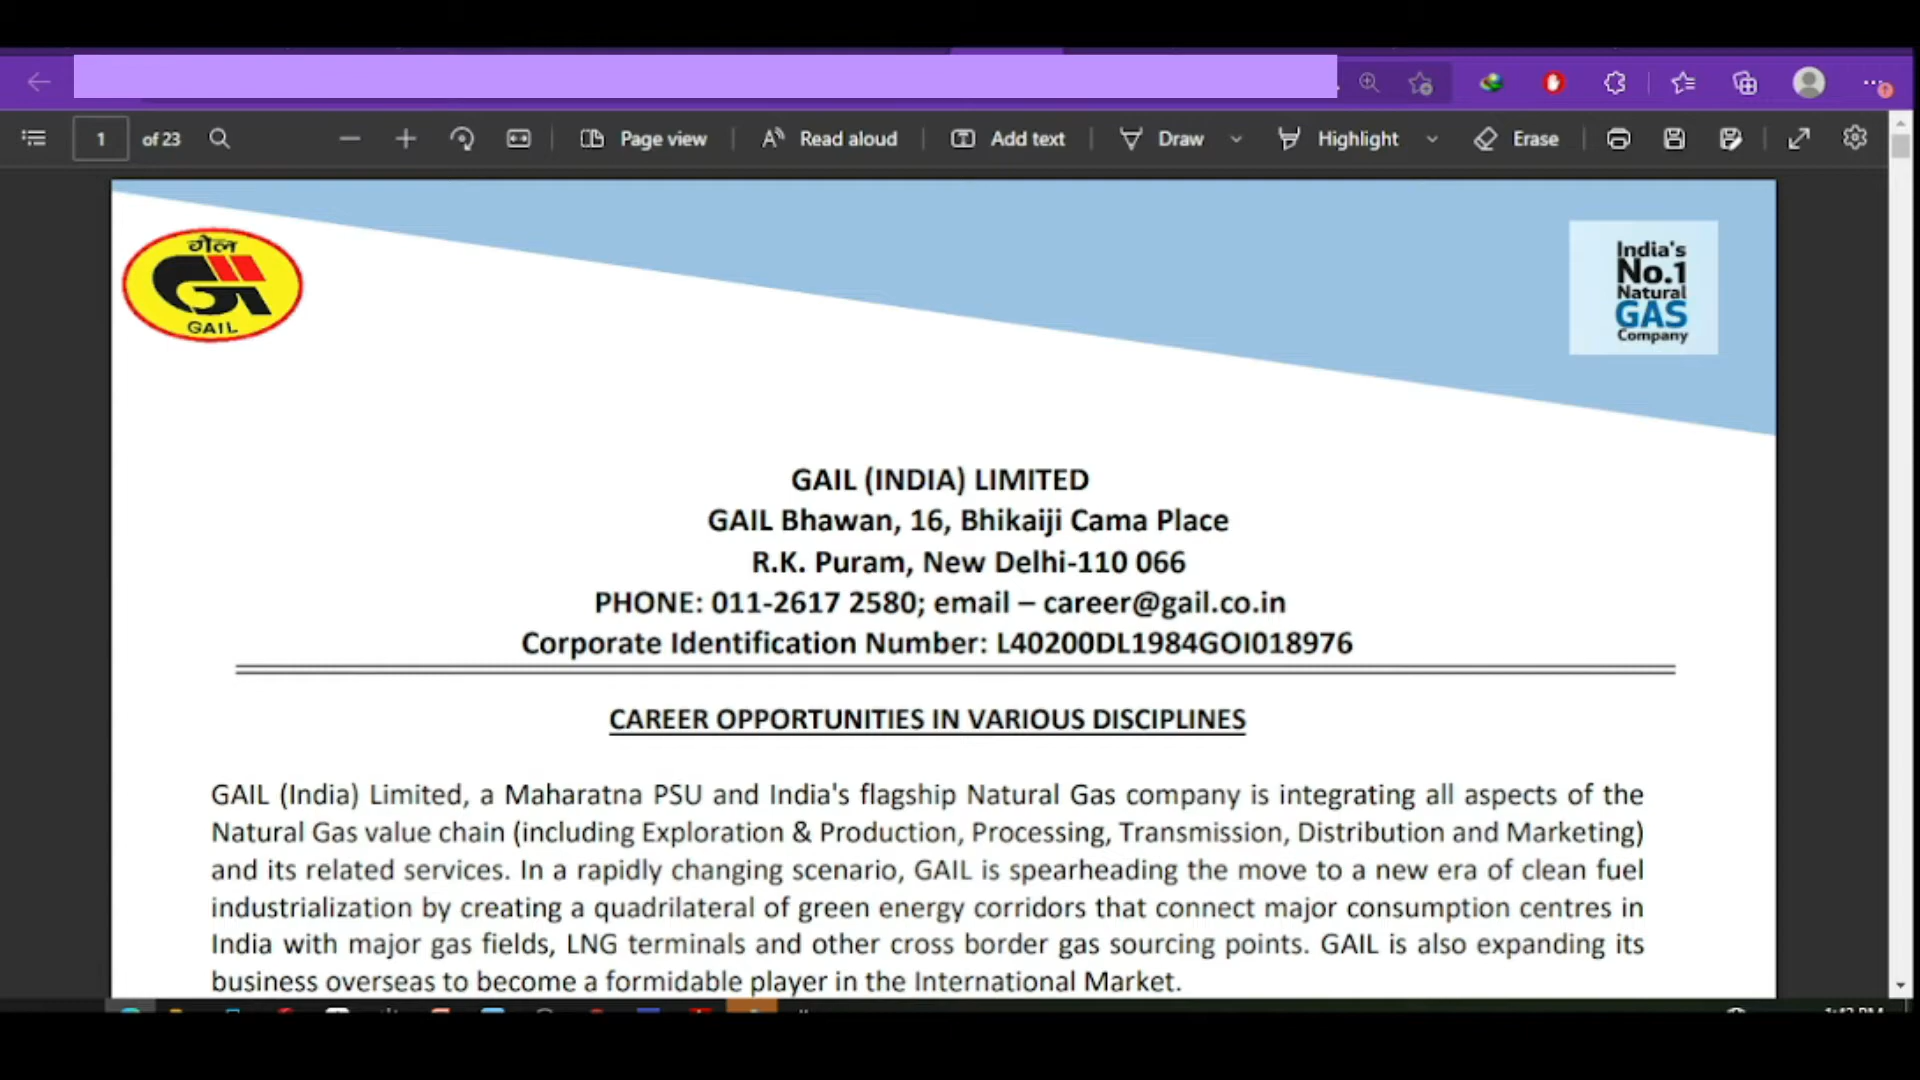 1 of 23 Page view Read aloud Add text Draw Highlight Erase
गेल
GAIL
India's
No.1
Natural
GAS
Company
GAIL (INDIA) LIMITED
GAIL Bhawan, 16, Bhikaiji Cama Place
R.K. Puram, New Delhi-110 066
PHONE: 011-2617 2580; email – career@gail.co.in
Corporate Identification Number: L40200DL1984GOI018976
CAREER OPPORTUNITIES IN VARIOUS DISCIPLINES
GAIL (India) Limited, a Maharatna PSU and India's flagship Natural Gas company is integrating all aspects of the
Natural Gas value chain (including Exploration & Production, Processing, Transmission, Distribution and Marketing)
and its related services. In a rapidly changing scenario, GAIL is spearheading the move to a new era of clean fuel
industrialization by creating a quadrilateral of green energy corridors that connect major consumption centres in
India with major gas fields, LNG terminals and other cross border gas sourcing points. GAIL is also expanding its
business overseas to become a formidable player in the International Market.